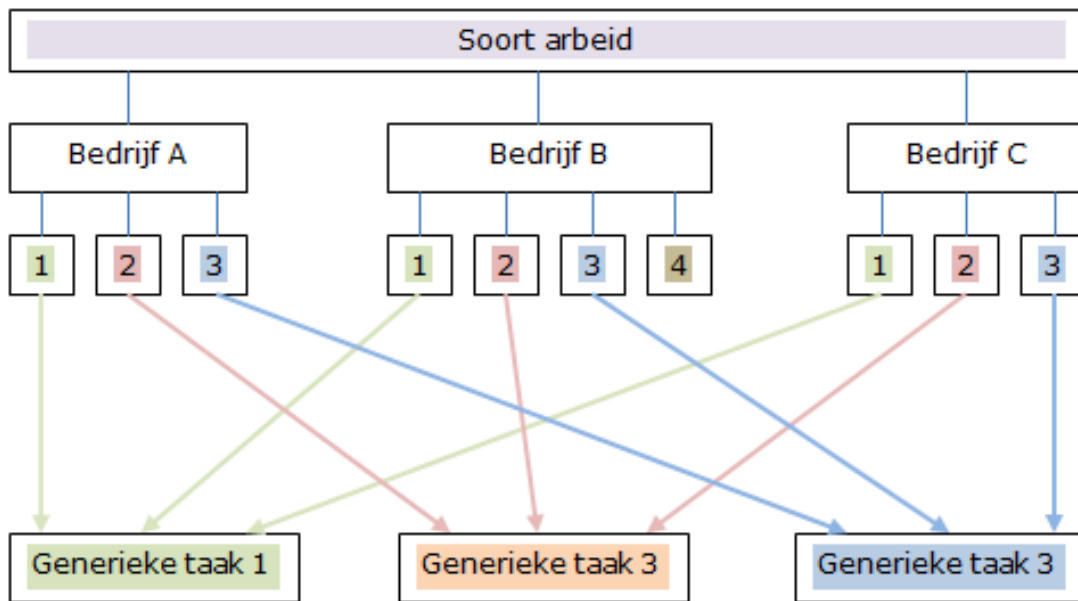 Soort arbeid
Bedrijf A
Bedrijf B
Bedrijf C
1 2 3
1 2 3 4
1 2 3
Generieke taak 1
Generieke taak 3
Generieke taak 3